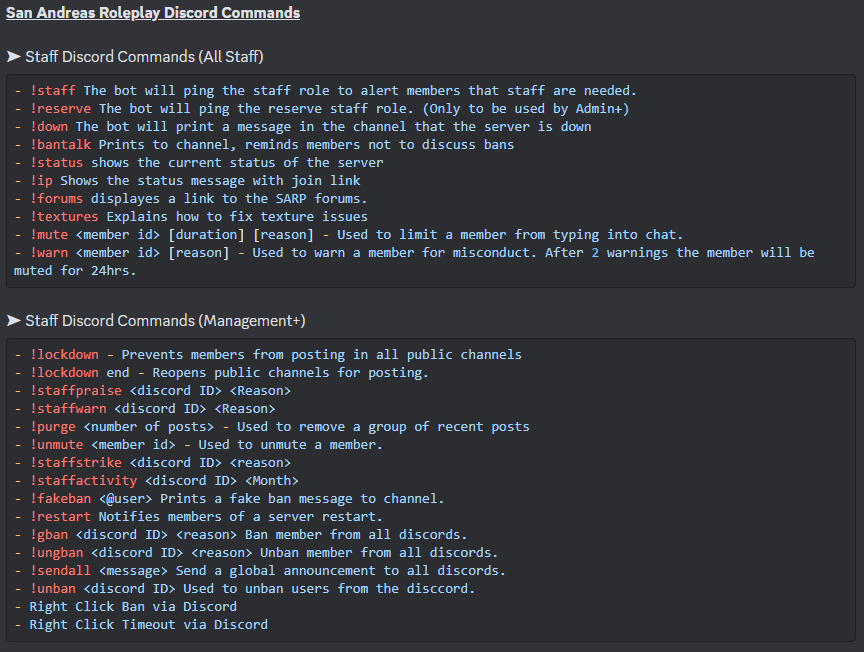 San Andreas Roleplay Discord Commands
➤ Staff Discord Commands (All Staff)
- !staff The bot will ping the staff role to alert members that staff are needed.
- !reserve The bot will ping the reserve staff role. (Only to be used by Admin+)
- !down The bot will print a message in the channel that the server is down
- !bantalk Prints to channel, reminds members not to discuss bans
- !status shows the current status of the server
- !ip Shows the status message with join link
- !forums displayes a link to the SARP forums.
- !textures Explains how to fix texture issues
- !mute <member id> [duration] [reason] - Used to limit a member from typing into chat.
- !warn <member id> [reason] - Used to warn a member for misconduct. After 2 warnings the member will be
muted for 24hrs.
➤ Staff Discord Commands (Management+)
- !lockdown - Prevents members from posting in all public channels
- !lockdown end - Reopens public channels for posting.
- !staffpraise <discord ID> <Reason>
- !staffwarn <discord ID> <Reason>
- !purge <number of posts> - Used to remove a group of recent posts
- !unmute <member id> - Used to unmute a member.
- !staffstrike <discord ID> <reason>
- !staffactivity <discord ID> <Month>
- !fakeban <@user> Prints a fake ban message to channel.
- !restart Notifies members of a server restart.
- !gban <discord ID> <reason> Ban member from all discords.
- !ungban <discord ID> <reason> Unban member from all discords.
- !sendall <message> Send a global announcement to all discords.
- !unban <discord ID> Used to unban users from the disccord.
- Right Click Ban via Discord
- Right Click Timeout via Discord